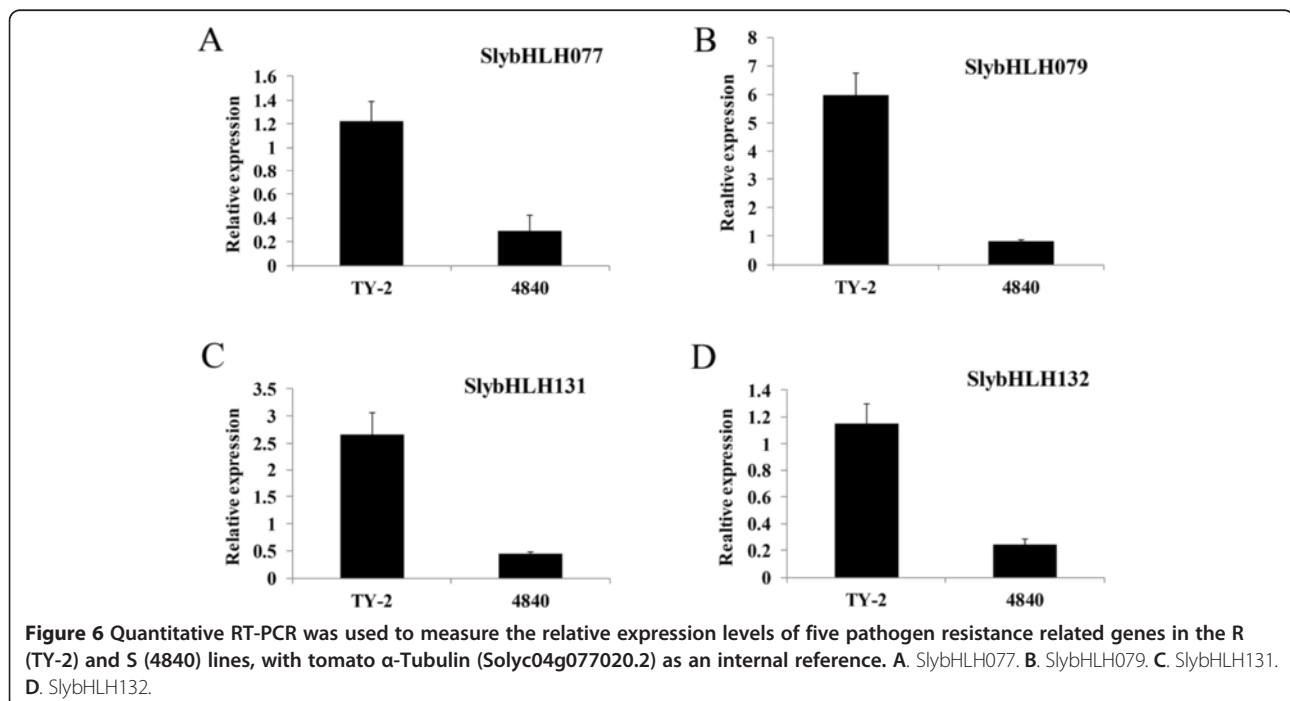 A
SlybHLH077
Relative expression
1.6
1.4
1.2
1
0.8
0.6
0.4
0.2
0
TY-2
4840
B
SlybHLH079
Realtive expression
8
7
6
5
4
3
2
1
0
TY-2
4840
C
SlybHLH131
Relative expression
3.5
3
2.5
2
1.5
1
0.5
0
TY-2
4840
D
SlybHLH132
Realtive expression
1.4
1.2
1
0.8
0.6
0.4
0.2
0
TY-2
4840
Figure 6 Quantitative RT-PCR was used to measure the relative expression levels of five pathogen resistance related genes in the R
(TY-2) and S (4840) lines, with tomato α-Tubulin (Solyc04g077020.2) as an internal reference. A. SlybHLH077. B. SlybHLH079. C. SlybHLH131.
D. SlybHLH132.